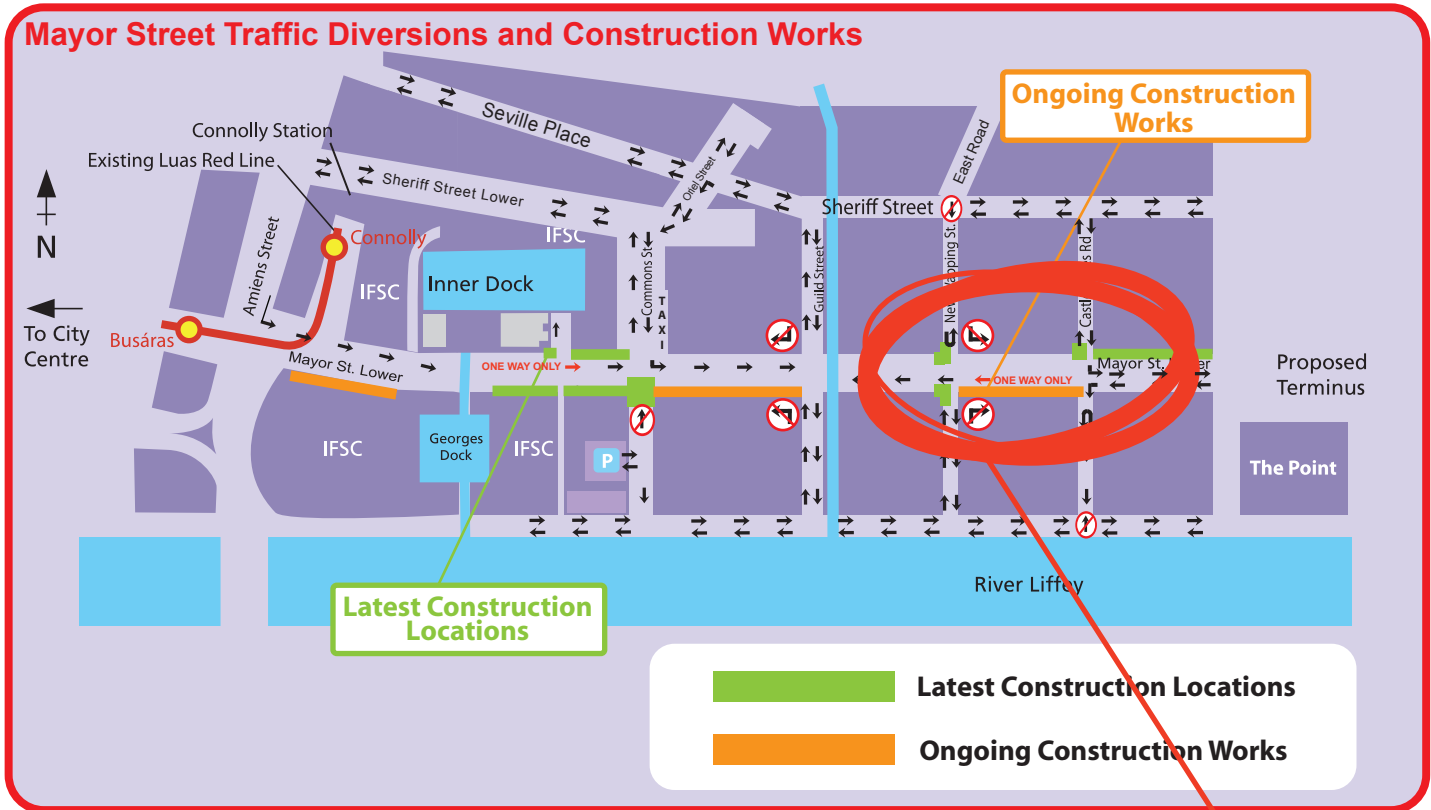 Mayor Street Traffic Diversions and Construction Works
Ongoing Construction
Works
Seville Place
Connolly Station
Existing Luas Red Line
Oriel Street
East Road
Sheriff Street Lower
Sheriff Street
N
Connolly
IFSC
Amiens Street
IFSC
Inner Dock
Commons St
TAXI
Guild Street
New Wapping St.
To City
Centre
Busáras
Mayor St. Lower
ONE WAY ONLY
ONE WAY ONLY
Mayor St.
Proposed
Terminus
IFSC
Georges
Dock
IFSC
P
The Point
River Liffey
Latest Construction
Locations
Latest Construction Locations
Ongoing Construction Works